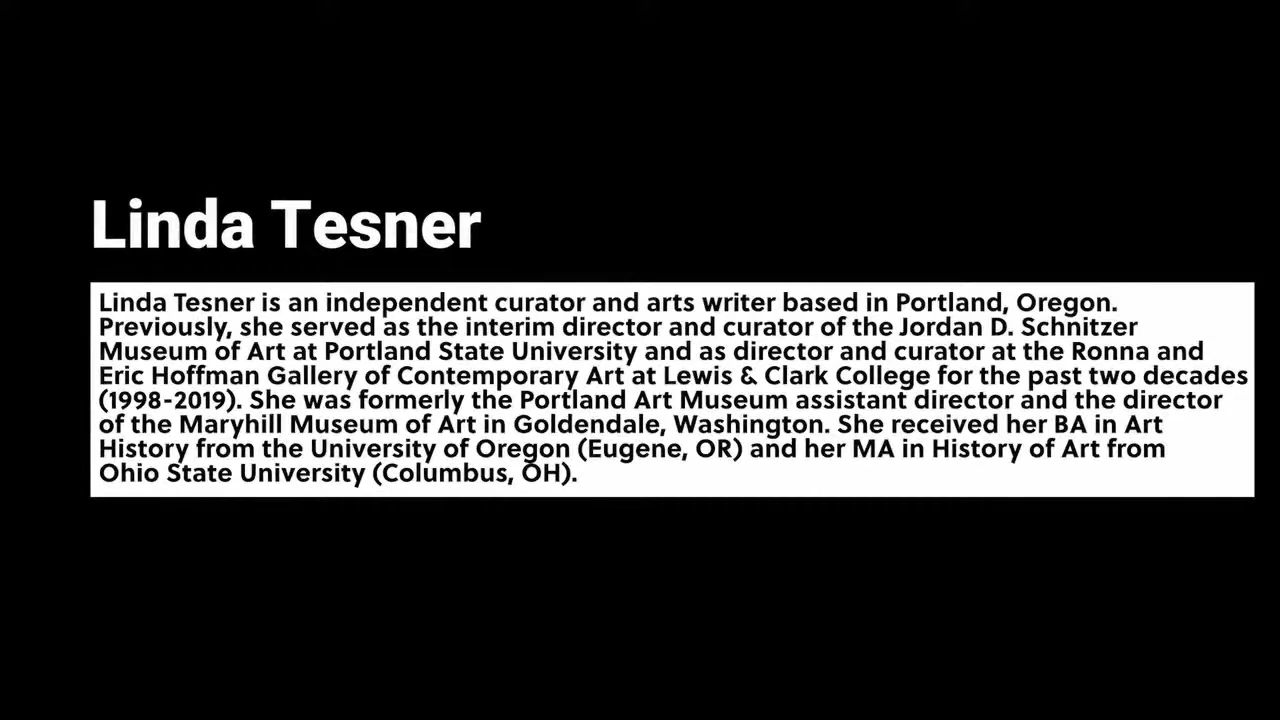 Linda Tesner
Linda Tesner is an independent curator and arts writer based in Portland, Oregon.
Previously, she served as the interim director and curator of the Jordan D. Schnitzer
Museum of Art at Portland State University and as director and curator at the Ronna and
Eric Hoffman Gallery of Contemporary Art at Lewis & Clark College for the past two decades
(1998-2019). She was formerly the Portland Art Museum assistant director and the director
of the Maryhill Museum of Art in Goldendale, Washington. She received her BA in Art
History from the University of Oregon (Eugene, OR) and her MA in History of Art from
Ohio State University (Columbus, OH).